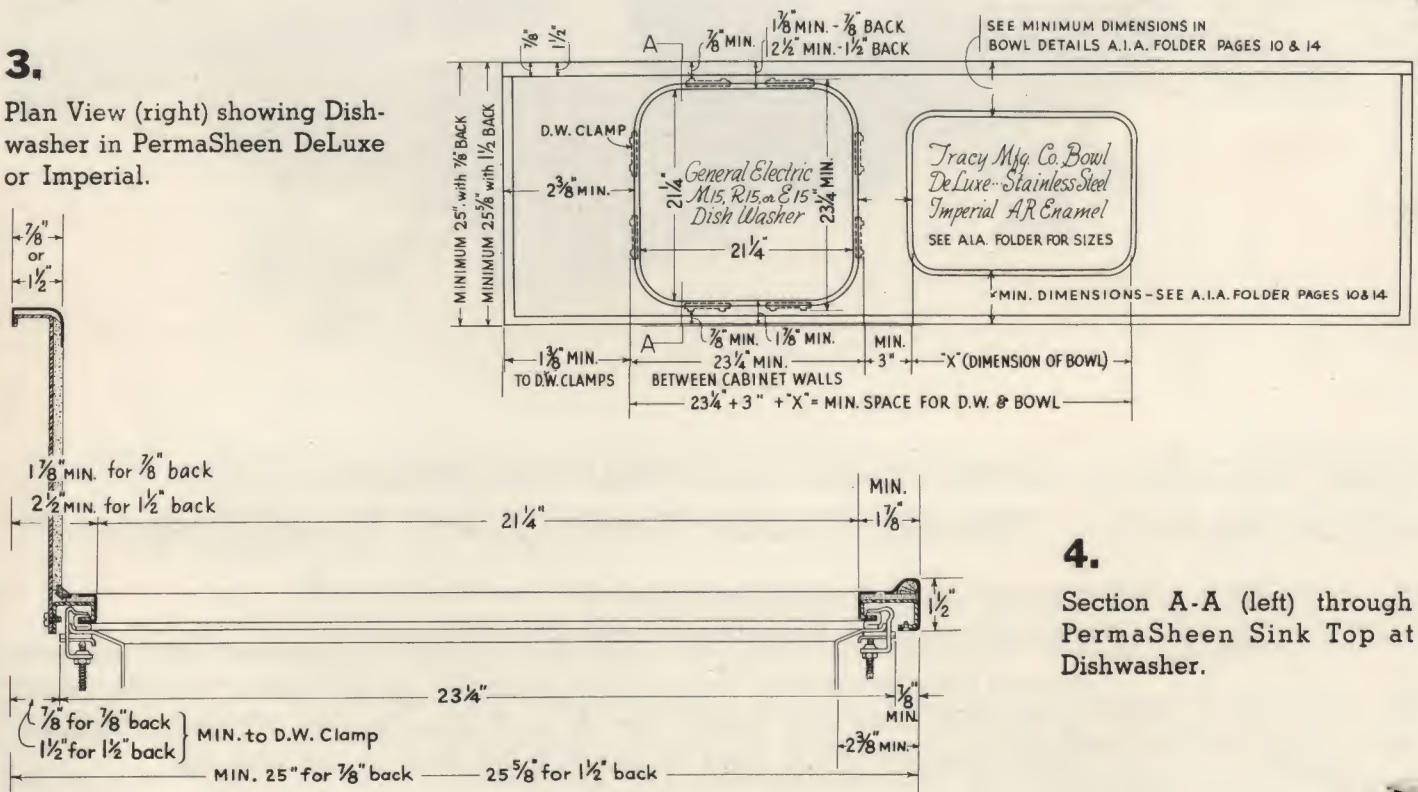 3.
Plan View (right) showing Dish-
washer in PermaSheen DeLuxe
or Imperial.
7/8"
1 1/2"
A
7/8" MIN.
1 7/8" MIN. - 7/8" BACK
2 1/2" MIN. - 1 1/2" BACK
SEE MINIMUM DIMENSIONS IN
BOWL DETAILS A.I.A. FOLDER PAGES 10 & 14
MINIMUM 25" with 7/8" BACK
MINIMUM 25 5/8" with 1 1/2 BACK
D.W. CLAMP
2 3/8" MIN.
21 1/4"
General Electric
M15, R15, or E15
Dish Washer
23 1/4" MIN.
21 1/4"
Tracy Mfg. Co. Bowl
DeLuxe-Stainless Steel
Imperial AR Enamel
SEE A.I.A. FOLDER FOR SIZES
MIN. DIMENSIONS - SEE A.I.A. FOLDER PAGES 10 & 14
A
7/8" MIN.
1 7/8" MIN.
1 3/8" MIN.
TO D.W. CLAMPS
23 1/4" MIN.
BETWEEN CABINET WALLS
MIN.
3"
"X" (DIMENSION OF BOWL)
23 1/4 + 3" + "X" = MIN. SPACE FOR D.W. & BOWL
7/8"
or
1 1/2"
1 7/8" MIN. for 7/8" back
2 1/2" MIN. for 1 1/2" back
21 1/4"
MIN.
1 7/8"
1 1/2"
4.
Section A-A (left) through
PermaSheen Sink Top at
Dishwasher.
23 1/4"
7/8"
MIN.
7/8" for 7/8" back
1 1/2" for 1 1/2" back
MIN. to D.W. Clamp
2 3/8" MIN.
MIN. 25" for 7/8" back
25 5/8" for 1 1/2" back